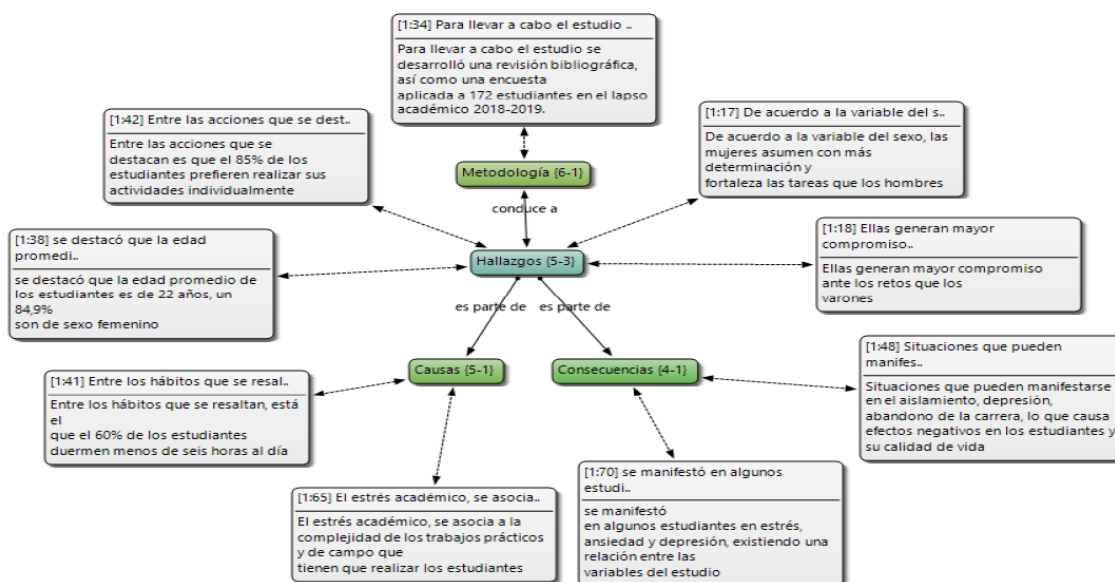 [1:34] Para llevar a cabo el estudio ..
Para llevar a cabo el estudio se
desarrolló una revisión bibliográfica,
así como una encuesta
aplicada a 172 estudiantes en el lapso
académico 2018-2019.
[1:42] Entre las acciones que se dest..
Entre las acciones que se
destacan es que el 85% de los
estudiantes prefieren realizar sus
actividades individualmente
[1:17] De acuerdo a la variable del s..
De acuerdo a la variable del sexo, las
mujeres asumen con más
determinación y
fortaleza las tareas que los hombres
Metodología {6-1}
conduce a
[1:38] se destacó que la edad
promedi..
se destacó que la edad promedio de
los estudiantes es de 22 años, un
84,9%
son de sexo femenino
Hallazgos {5-3}
[1:18] Ellas generan mayor
compromiso..
Ellas generan mayor compromiso
ante los retos que los
varones
es parte de
es parte de
Causas {5-1}
Consecuencias {4-1}
[1:48] Situaciones que pueden
manifes..
Situaciones que pueden manifestarse
en el aislamiento, depresión,
abandono de la carrera, lo que causa
efectos negativos en los estudiantes y
su calidad de vida
[1:41] Entre los hábitos que se resal..
Entre los hábitos que se resaltan, está
el
que el 60% de los estudiantes
duermen menos de seis horas al día
[1:65] El estrés académico, se asocia..
El estrés académico, se asocia a la
complejidad de los trabajos prácticos
y de campo que
tienen que realizar los estudiantes
[1:70] se manifestó en algunos
estudi..
se manifestó
en algunos estudiantes en estrés,
ansiedad y depresión, existiendo una
relación entre las
variables del estudio